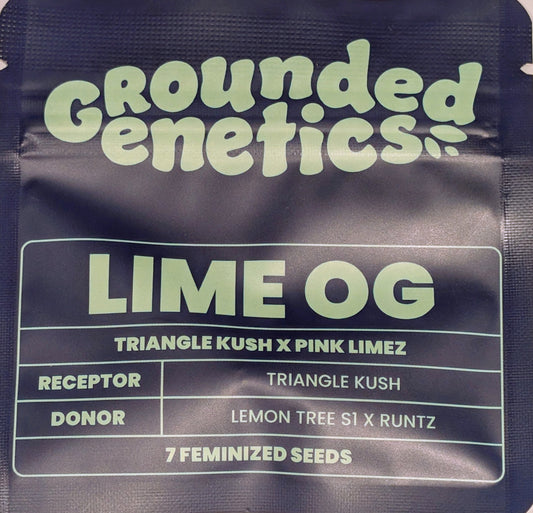 GROUNDED
GENETICS
LIME OG
TRIANGLE KUSH X PINK LIMEZ
RECEPTOR TRIANGLE KUSH
DONOR LEMON TREE S1 X RUNTZ
7 FEMINIZED SEEDS